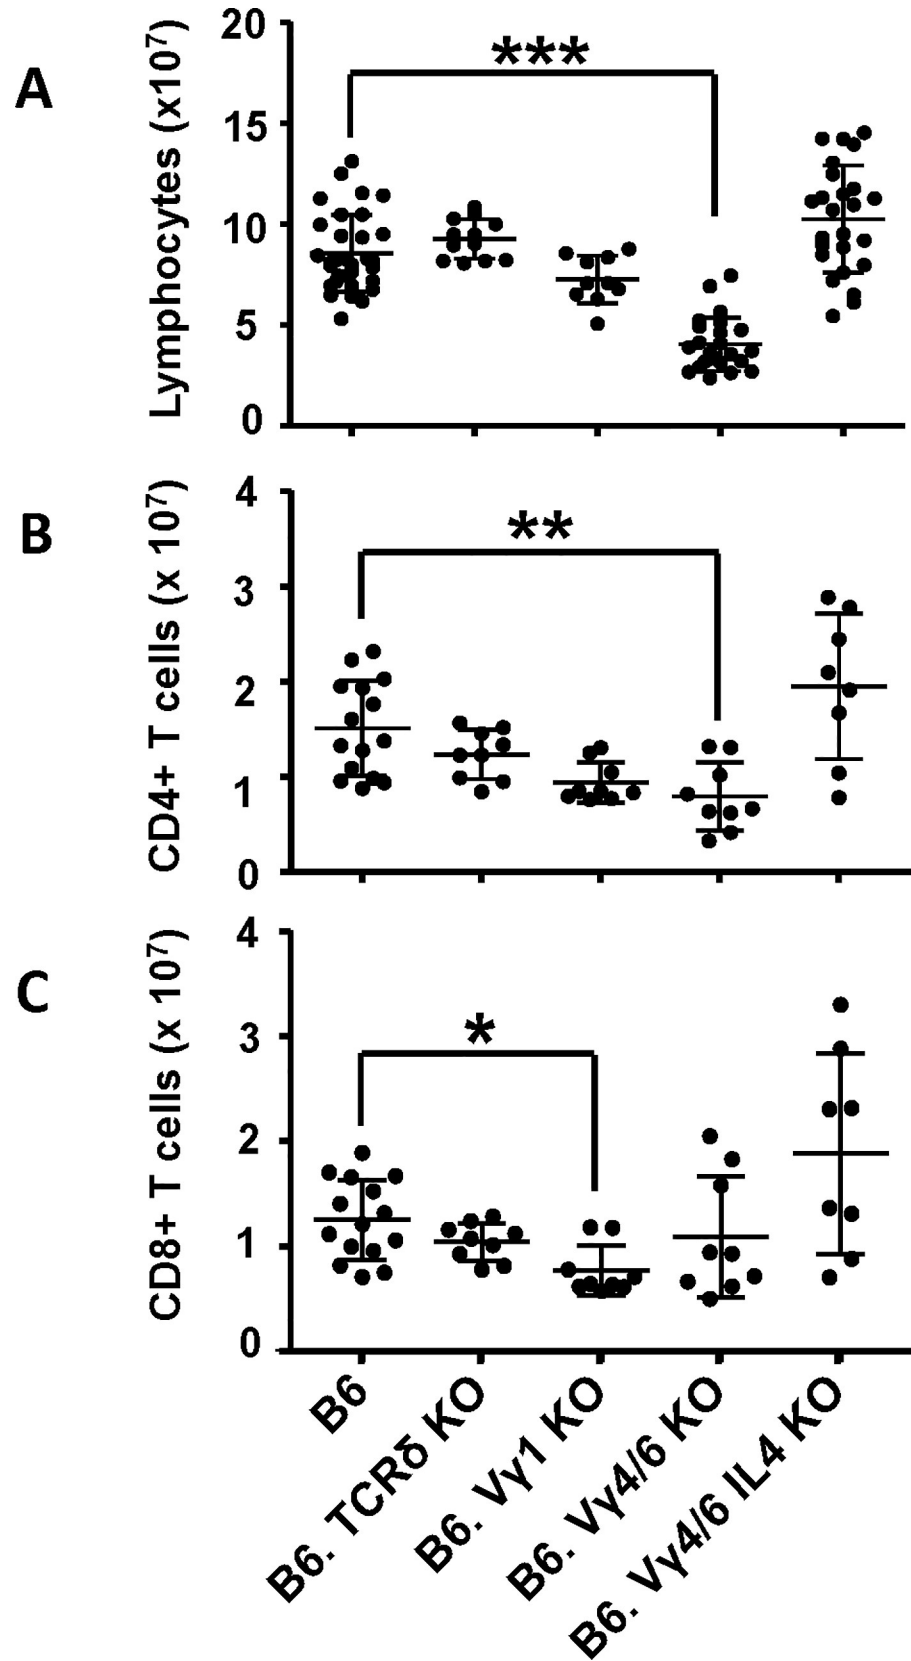 A
Lymphocytes (x10⁷)
20
15
10
5
0
***
B
CD4+ T cells (x 10⁷)
4
3
2
1
0
**
C
CD8+ T cells (x 10⁷)
4
3
2
1
0
*
B6
B6. TCRδ KO
B6. Vγ1 KO
B6. Vγ4/6 KO
B6. Vγ4/6 IL4 KO